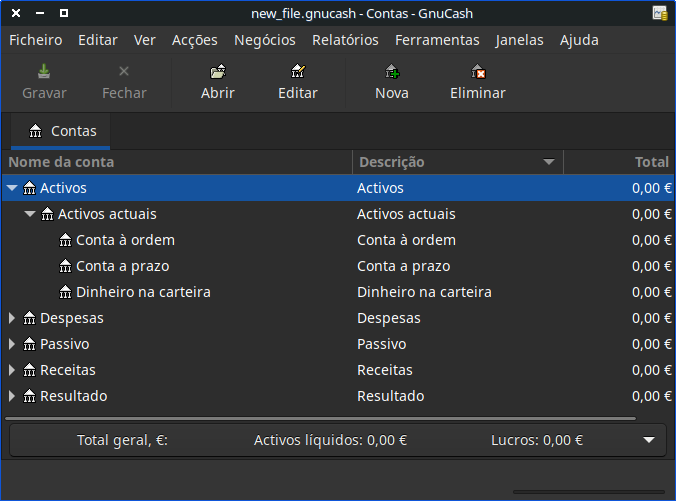 new_file.gnucash - Contas - GnuCash
Ficheiro Editar Ver Acções Negócios Relatórios Ferramentas Janelas Ajuda
Gravar Fechar Abrir Editar Nova Eliminar
Contas
Nome da conta Descrição Total
Activos Activos 0,00 €
Activos actuais Activos actuais 0,00 €
Conta à ordem Conta à ordem 0,00 €
Conta a prazo Conta a prazo 0,00 €
Dinheiro na carteira Dinheiro na carteira 0,00 €
Despesas Despesas 0,00 €
Passivo Passivo 0,00 €
Receitas Receitas 0,00 €
Resultado Resultado 0,00 €
Total geral, €: Activos líquidos: 0,00 € Lucros: 0,00 €